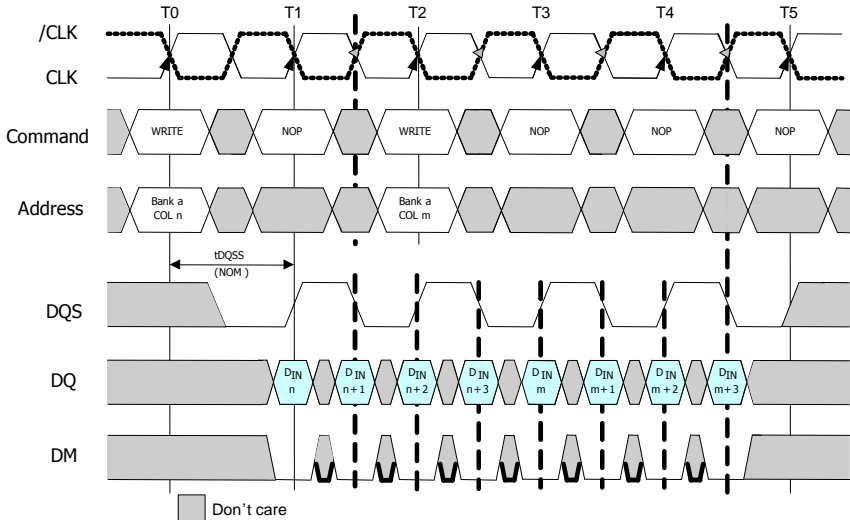 T0 T1 T2 T3 T4 T5
/CLK
CLK
Command WRITE NOP WRITE NOP NOP NOP
Address Bank a COL n Bank a COL m
tDQSS
(NOM )
DQS
DQ DIN n DIN n+1 DIN n+2 DIN n+3 DIN m DIN m+1 DIN m+2 DIN m+3
DM
Don't care